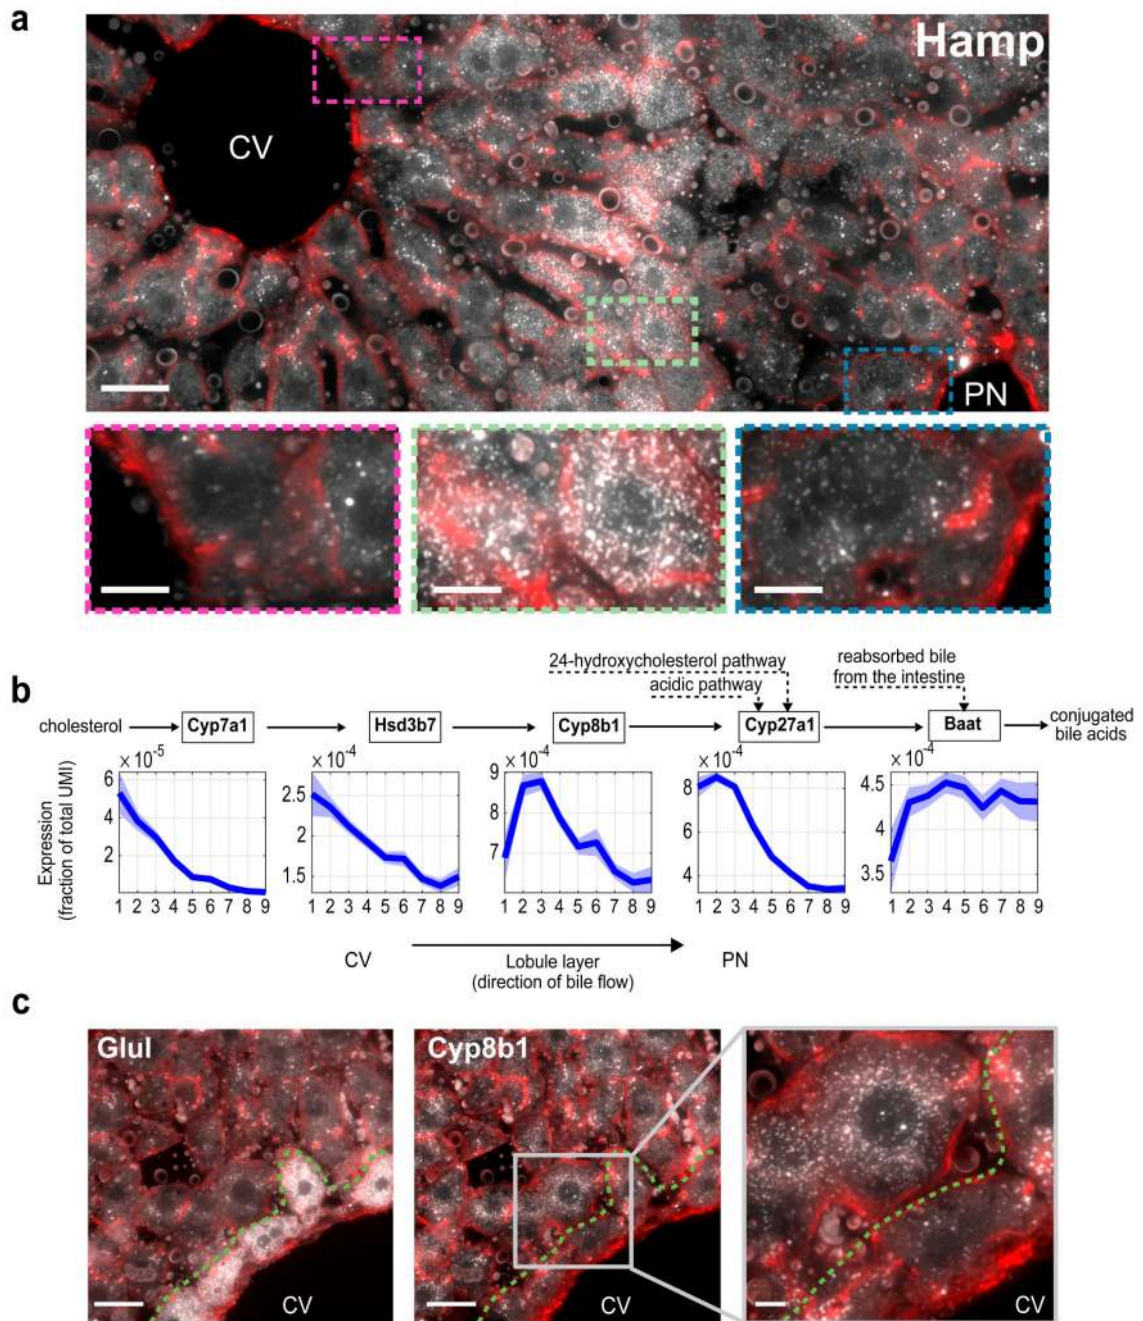 a
Hamp
CV
PN
b
24-hydroxycholesterol pathway
acidic pathway
reabsorbed bile
from the intestine
cholesterol
Cyp7a1
Hsd3b7
Cyp8b1
Cyp27a1
Baat
conjugated
bile acids
Expression
(fraction of total UMI)
× 10⁻⁵
6
4
2
1 2 3 4 5 6 7 8 9
× 10⁻⁴
2.5
2
1.5
1 2 3 4 5 6 7 8 9
× 10⁻⁴
9
8
7
1 2 3 4 5 6 7 8 9
× 10⁻⁴
8
6
4
1 2 3 4 5 6 7 8 9
× 10⁻⁴
4.5
4
3.5
1 2 3 4 5 6 7 8 9
CV
PN
Lobule layer
(direction of bile flow)
c
Glul
CV
Cyp8b1
CV
CV